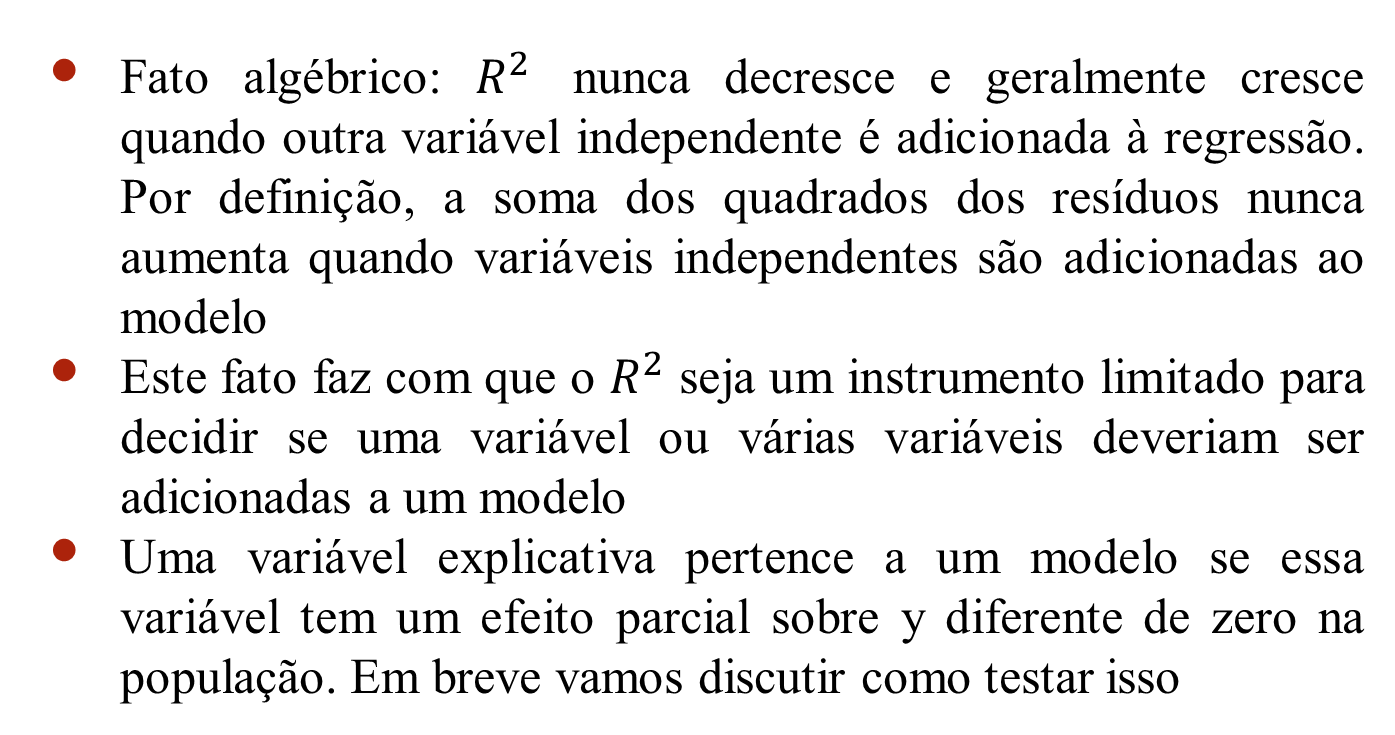 • Fato algébrico: R² nunca decresce e geralmente cresce
quando outra variável independente é adicionada à regressão.
Por definição, a soma dos quadrados dos resíduos nunca
aumenta quando variáveis independentes são adicionadas ao
modelo
• Este fato faz com que o R² seja um instrumento limitado para
decidir se uma variável ou várias variáveis deveriam ser
adicionadas a um modelo
• Uma variável explicativa pertence a um modelo se essa
variável tem um efeito parcial sobre y diferente de zero na
população. Em breve vamos discutir como testar isso